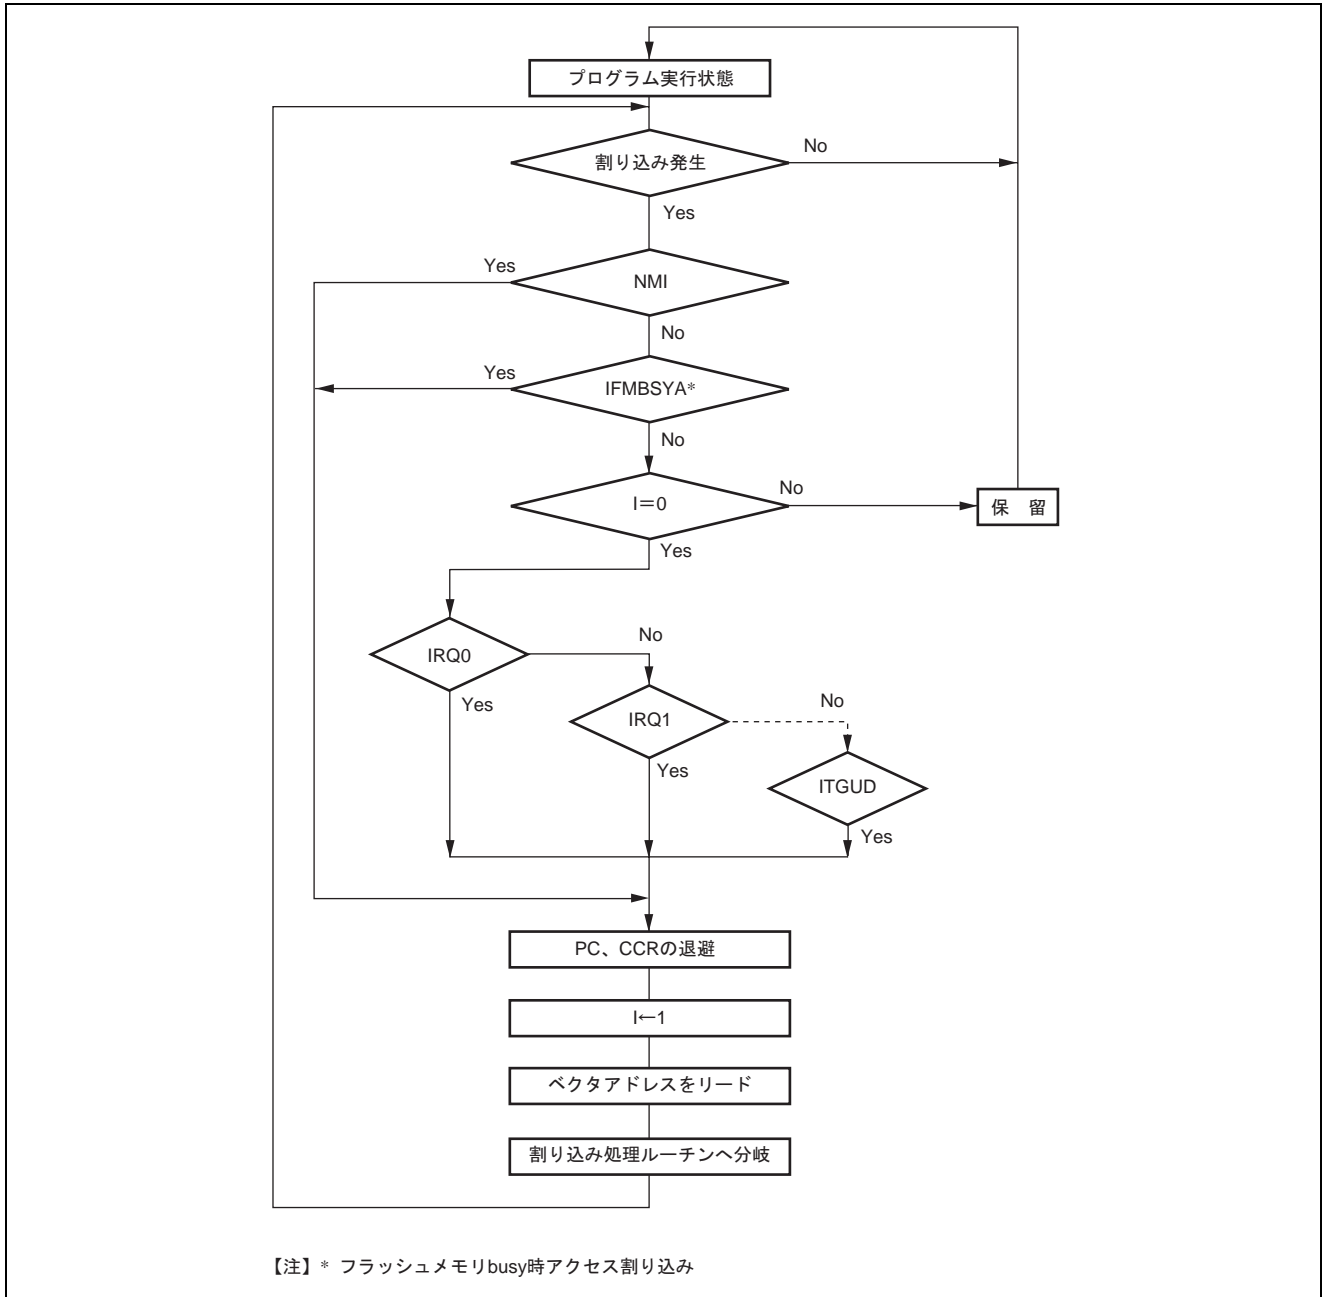 プログラム実行状態
割り込み発生
No
Yes
NMI
Yes
No
IFMBSYA*
Yes
No
I=0
No
保 留
Yes
IRQ0
No
Yes
IRQ1
No
Yes
ITGUD
Yes
PC、CCRの退避
I←1
ベクタアドレスをリード
割り込み処理ルーチンへ分岐
【注】* フラッシュメモリbusy時アクセス割り込み